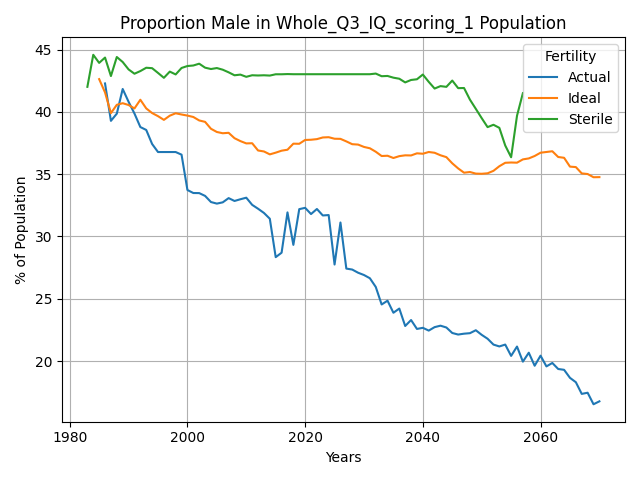 Proportion Male in Whole_Q3_IQ_scoring_1 Population
Fertility
Actual
Ideal
Sterile
% of Population
45
40
35
30
25
20
1980
2000
2020
2040
2060
Years